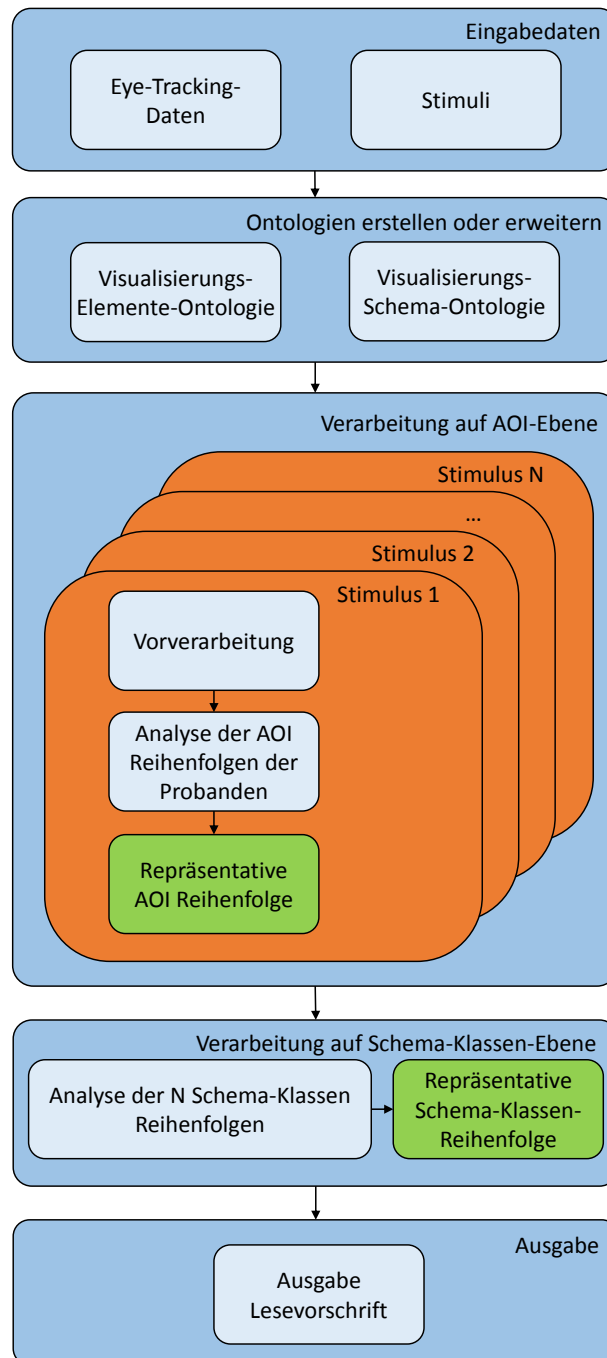 Eingabedaten
Eye-Tracking-
Daten
Stimuli
Ontologien erstellen oder erweitern
Visualisierungs-
Elemente-Ontologie
Visualisierungs-
Schema-Ontologie
Verarbeitung auf AOI-Ebene
Stimulus N
...
Stimulus 2
Stimulus 1
Vorverarbeitung
Analyse der AOI
Reihenfolgen der
Probanden
Repräsentative
AOI Reihenfolge
Verarbeitung auf Schema-Klassen-Ebene
Analyse der N Schema-Klassen
Reihenfolgen
Repräsentative
Schema-Klassen-
Reihenfolge
Ausgabe
Ausgabe
Lesevorschrift